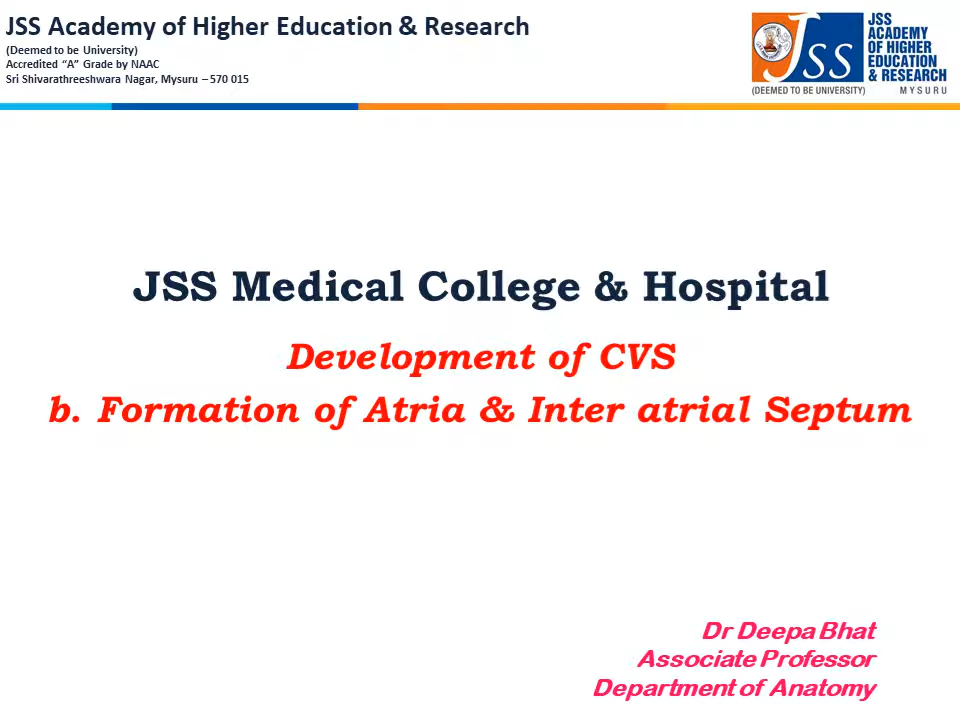 JSS Academy of Higher Education & Research
(Deemed to be University)
Accredited “A” Grade by NAAC
Sri Shivarathreeshwara Nagar, Mysuru – 570 015
JSS
JSS
ACADEMY
OF HIGHER
EDUCATION
& RESEARCH
(DEEMED TO BE UNIVERSITY) MYSURU
JSS Medical College & Hospital
Development of CVS
b. Formation of Atria & Inter atrial Septum
Dr Deepa Bhat
Associate Professor
Department of Anatomy